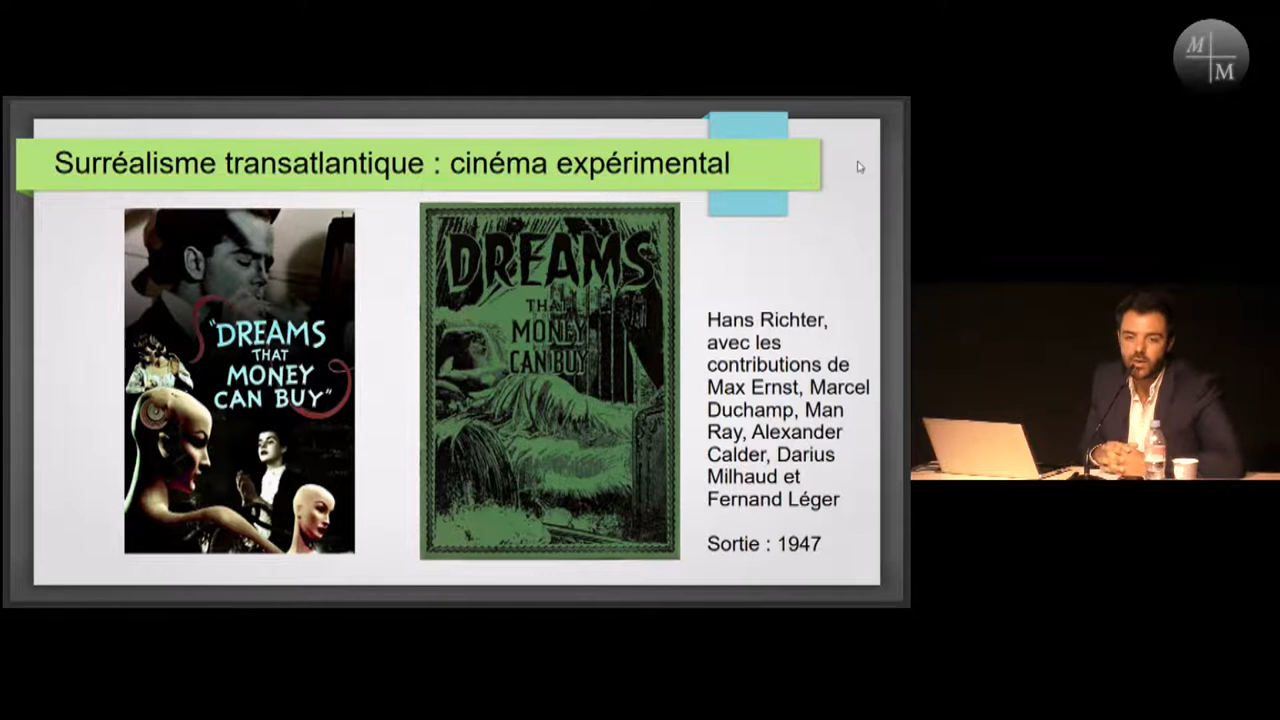 M
M
Surréalisme transatlantique : cinéma expérimental
"DREAMS
THAT
MONEY
CAN BUY"
DREAMS
THAT
MONEY
CAN BUY
Hans Richter,
avec les
contributions de
Max Ernst, Marcel
Duchamp, Man
Ray, Alexander
Calder, Darius
Milhaud et
Fernand Léger
Sortie : 1947